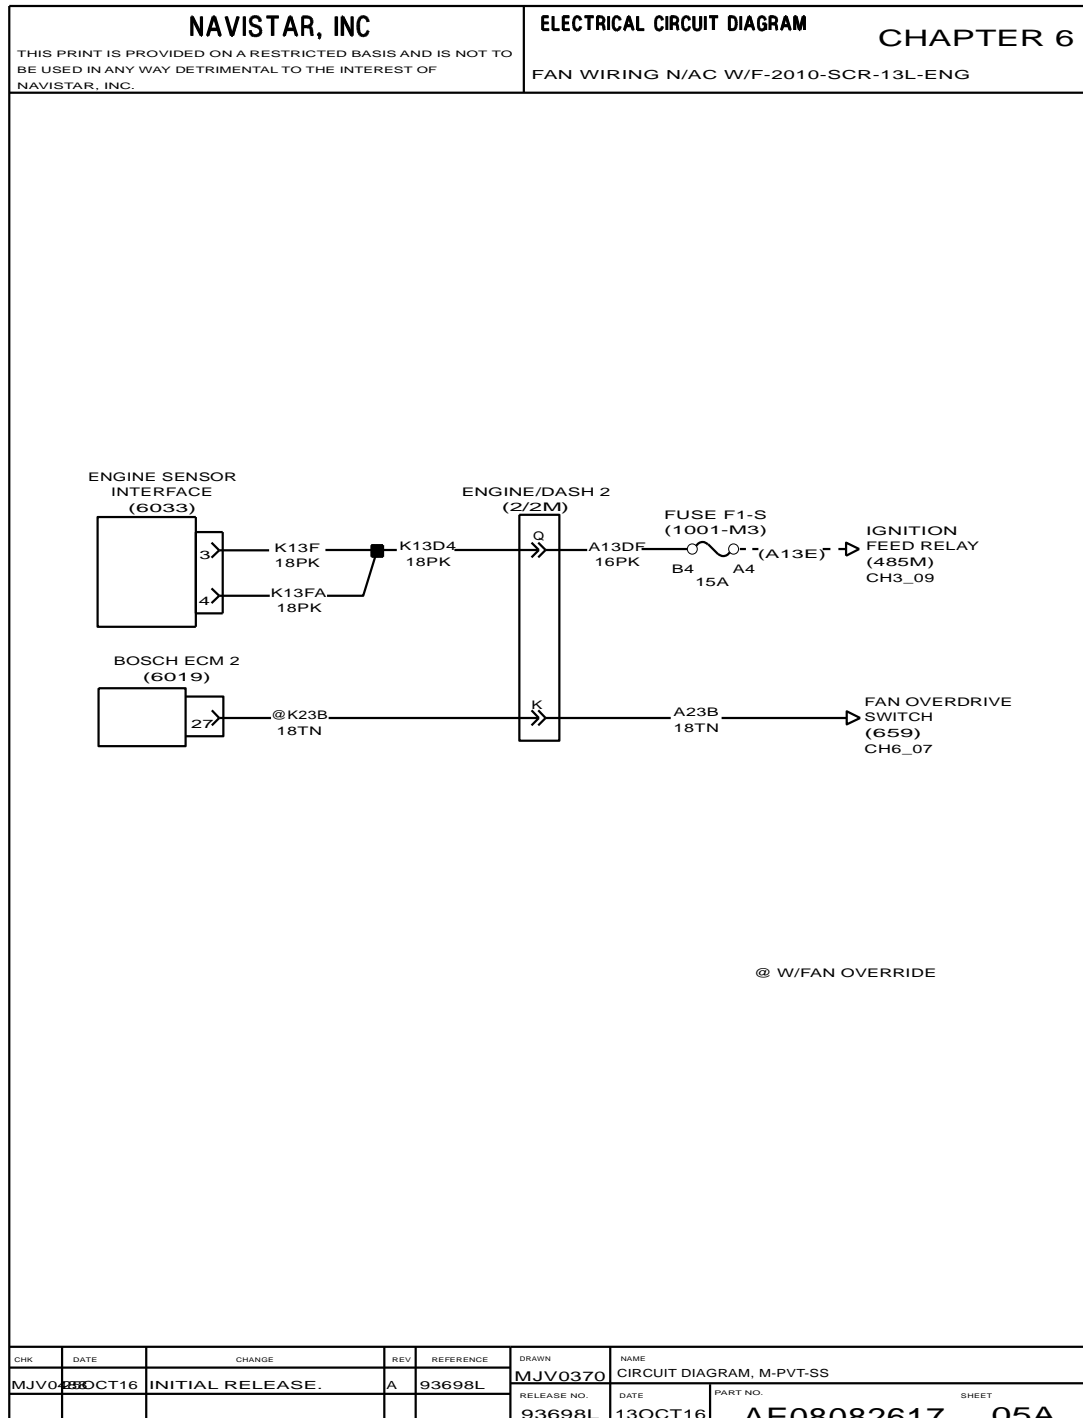 NAVISTAR, INC
THIS PRINT IS PROVIDED ON A RESTRICTED BASIS AND IS NOT TO
BE USED IN ANY WAY DETRIMENTAL TO THE INTEREST OF
NAVISTAR, INC.
ELECTRICAL CIRCUIT DIAGRAM
CHAPTER 6
FAN WIRING N/AC W/F-2010-SCR-13L-ENG
ENGINE SENSOR
INTERFACE
(6033)
3
4
K13F
18PK
K13FA
18PK
K13D4
18PK
ENGINE/DASH 2
(2/2M)
Q
A13DF
16PK
FUSE F1-S
(1001-M3)
B4
A4
15A
(A13E)
IGNITION
FEED RELAY
(485M)
CH3_09
BOSCH ECM 2
(6019)
27
@K23B
18TN
K
A23B
18TN
FAN OVERDRIVE
SWITCH
(659)
CH6_07
@ W/FAN OVERRIDE
CHK DATE CHANGE REV REFERENCE
OCT16 INITIAL RELEASE. A 93698L
DRAWN
MJV0370
NAME
CIRCUIT DIAGRAM, M-PVT-SS
RELEASE NO.
93698L
DATE
13OCT16
PART NO.
AE08082617
SHEET
05A